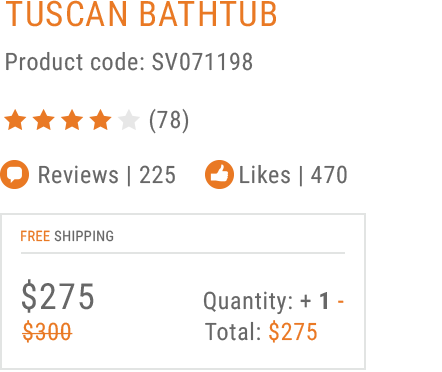 TUSCAN BATHTUB
Product code: SV071198
(78)
Reviews | 225 Likes | 470
FREE SHIPPING
$275 Quantity: + 1 -
$300 Total: $275